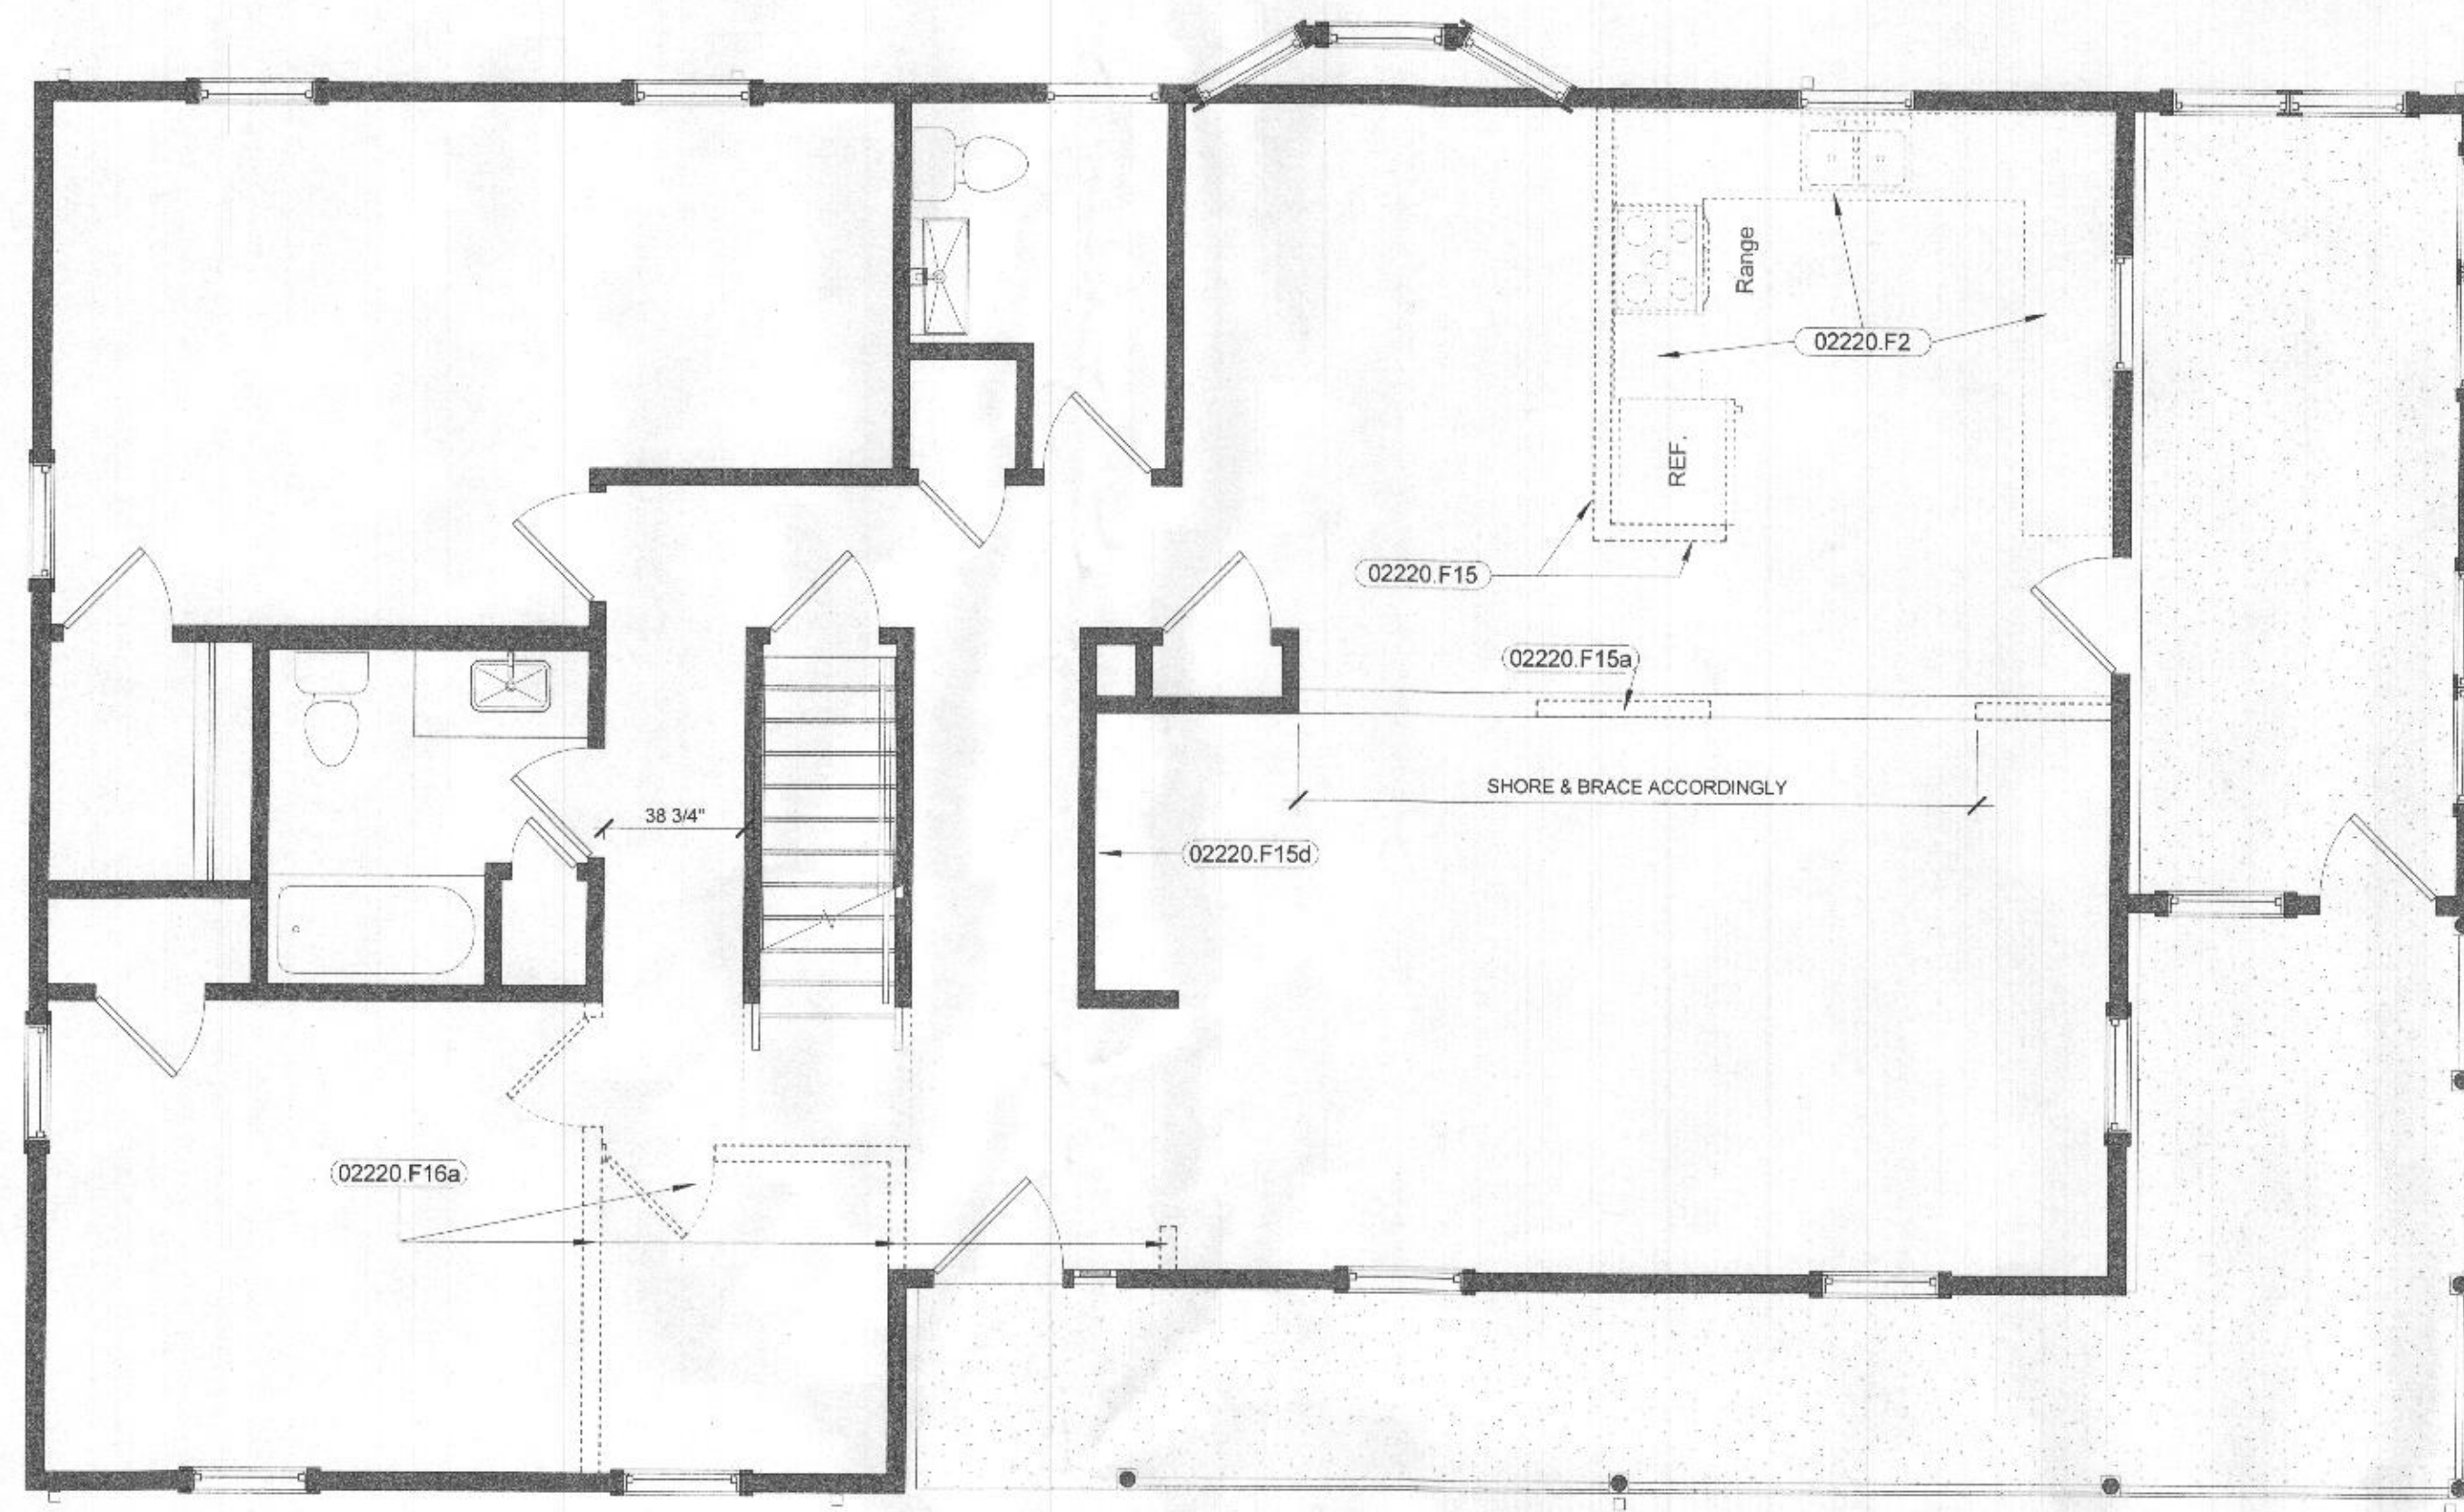 Range
02220.F2
REF.
02220.F15
02220.F15a
SHORE & BRACE ACCORDINGLY
38 3/4"
02220.F15d
02220.F16a